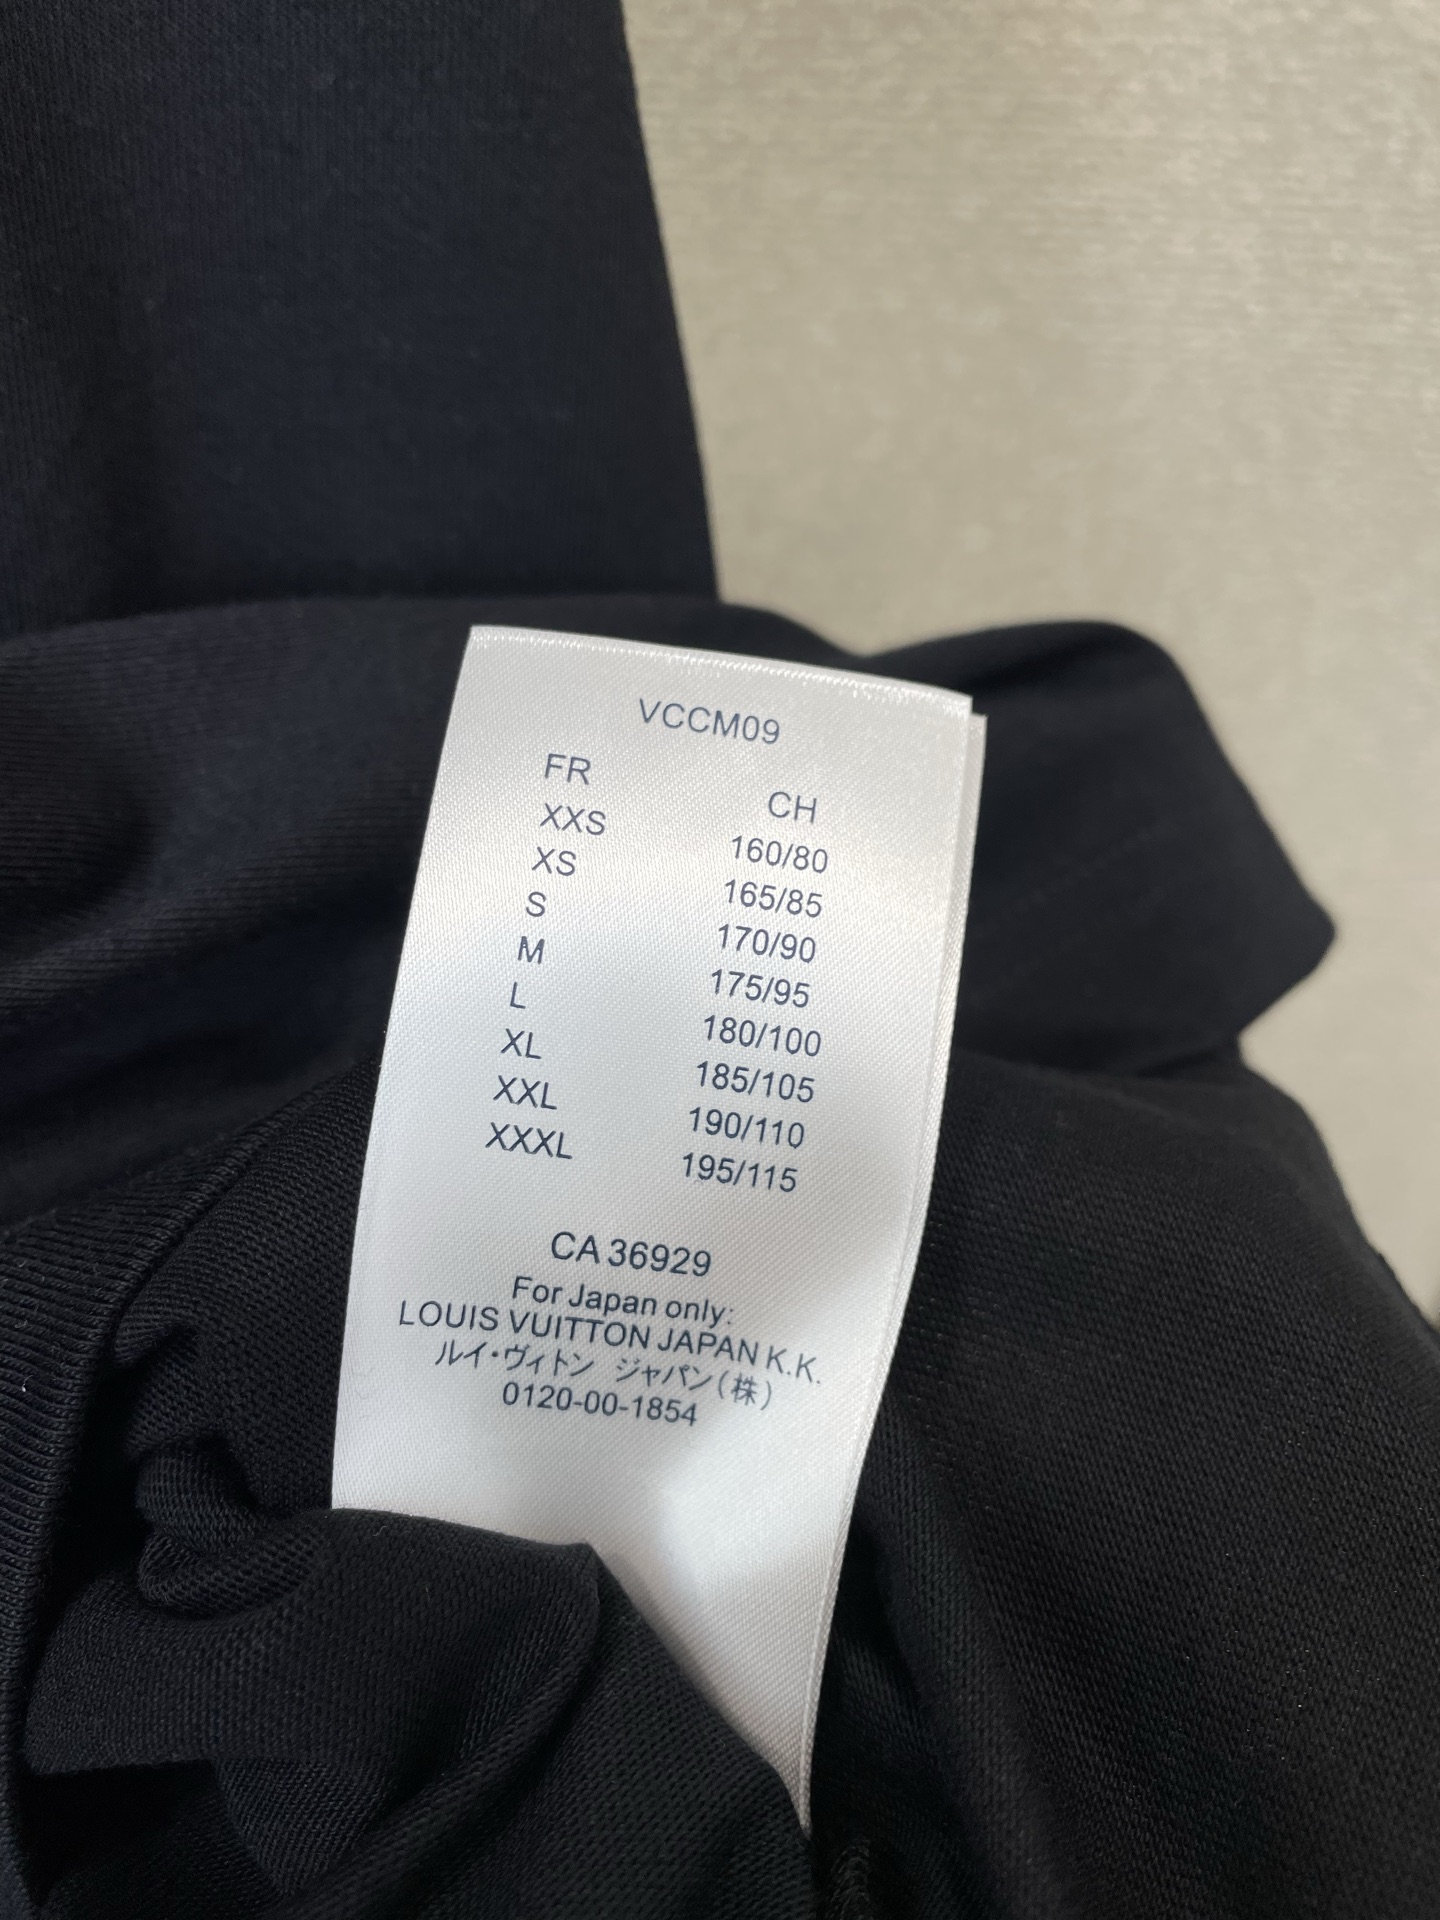 VCCM09
FR CH
XXS 160/80
XS 165/85
S 170/90
M 175/95
L 180/100
XL 185/105
XXL 190/110
XXXL 195/115
CA 36929
For Japan only:
LOUIS VUITTON JAPAN K.K.
ルイ・ヴィトン ジャパン(株)
0120-00-1854